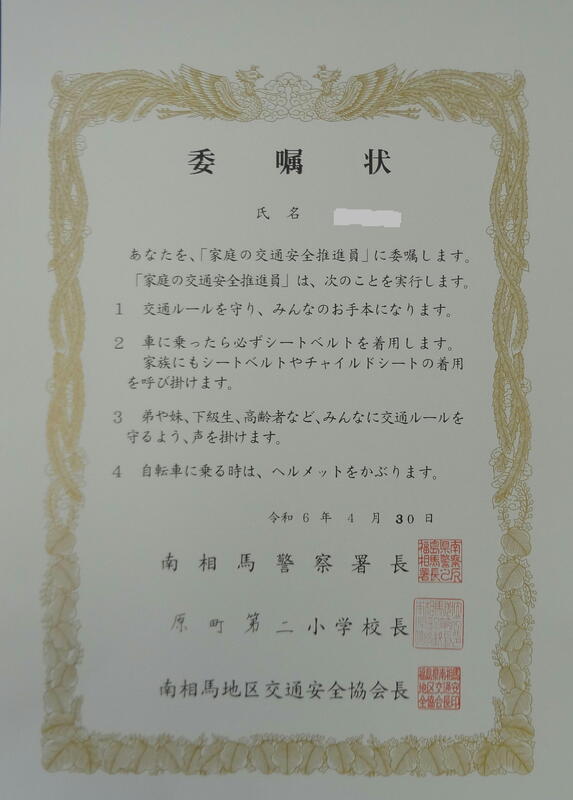 委嘱状
氏名
あなたを、「家庭の交通安全推進員」に委嘱します。
「家庭の交通安全推進員」は、次のことを実行します。
1 交通ルールを守り、みんなのお手本になります。
2 車に乗ったら必ずシートベルトを着用します。
家族にもシートベルトやチャイルドシートの着用
を呼び掛けます。
3 弟や妹、下級生、高齢者など、みんなに交通ルールを
守るよう、声を掛けます。
4 自転車に乗る時は、ヘルメットをかぶります。
令和6年4月30日
南相馬警察署長
原町第二小学校長
南相馬地区交通安全協会長